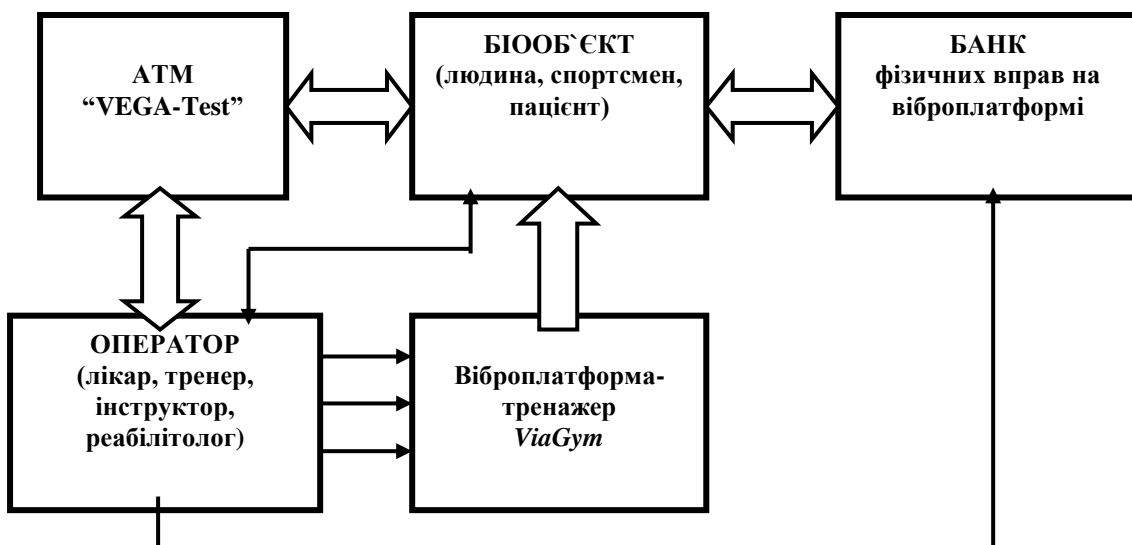 АТМ
“VEGA-Test”
БІООБ`ЄКТ
(людина, спортсмен,
пацієнт)
БАНК
фізичних вправ на
віброплатформі
ОПЕРАТОР
(лікар, тренер,
інструктор,
реабілітолог)
Віброплатформа-
тренажер
ViaGym